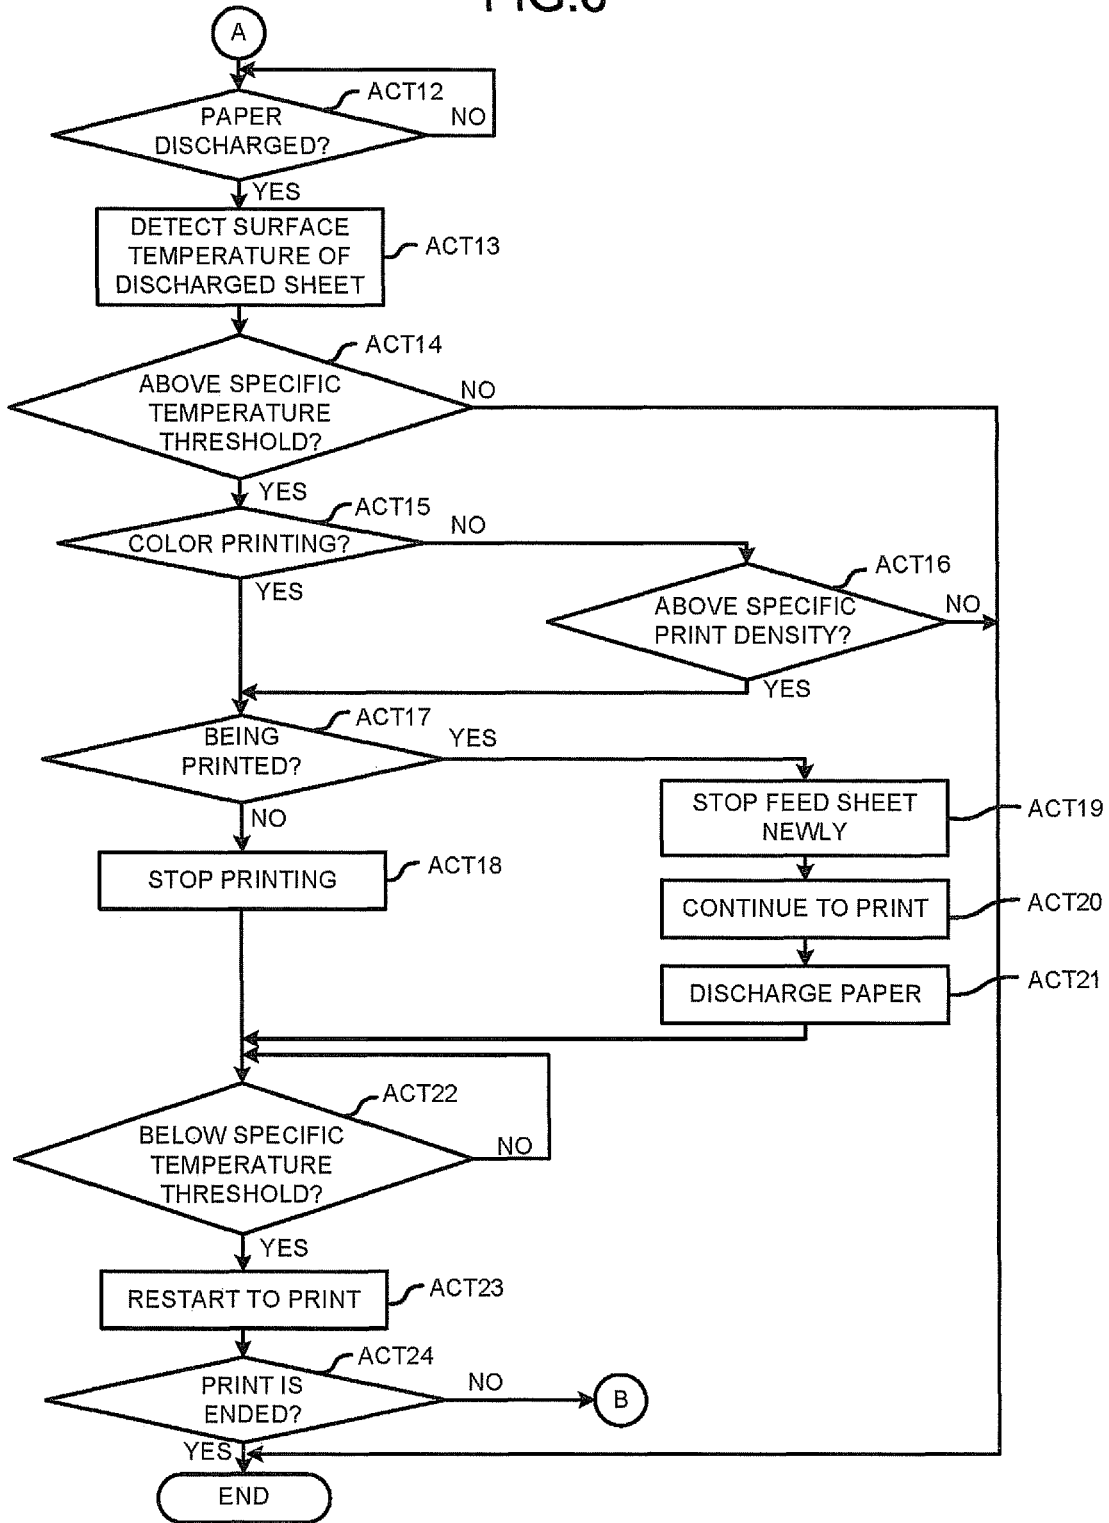 FIG.6
A
ACT12
PAPER
DISCHARGED?
NO
YES
DETECT SURFACE
TEMPERATURE OF
DISCHARGED SHEET
ACT13
ACT14
ABOVE SPECIFIC
TEMPERATURE
THRESHOLD?
NO
YES
ACT15
COLOR PRINTING?
NO
YES
ACT16
ABOVE SPECIFIC
PRINT DENSITY?
NO
YES
ACT17
BEING
PRINTED?
YES
NO
STOP FEED SHEET
NEWLY
ACT19
STOP PRINTING
ACT18
CONTINUE TO PRINT
ACT20
DISCHARGE PAPER
ACT21
ACT22
BELOW SPECIFIC
TEMPERATURE
THRESHOLD?
NO
YES
RESTART TO PRINT
ACT23
ACT24
PRINT IS
ENDED?
NO
B
YES
END